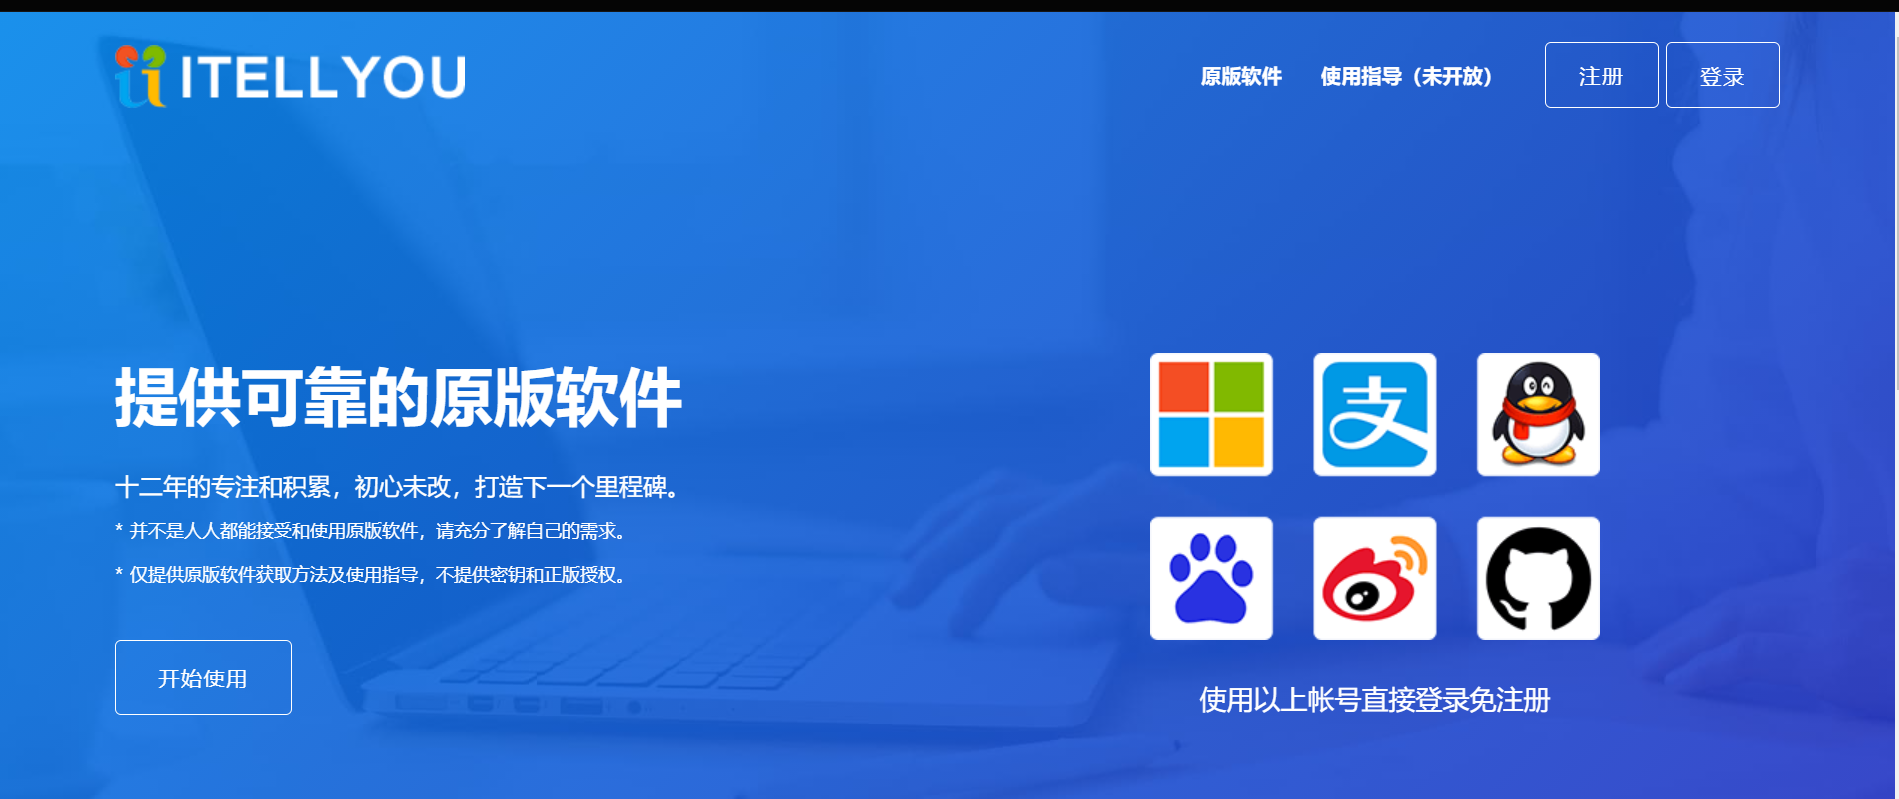 ITELLYOU
原版软件
使用指导（未开放）
注册
登录
提供可靠的原版软件
十二年的专注和积累，初心未改，打造下一个里程碑。
* 并不是人人都能接受和使用原版软件，请充分了解自己的需求。
* 仅提供原版软件获取方法及使用指导，不提供密钥和正版授权。
开始使用
支
使用以上帐号直接登录免注册